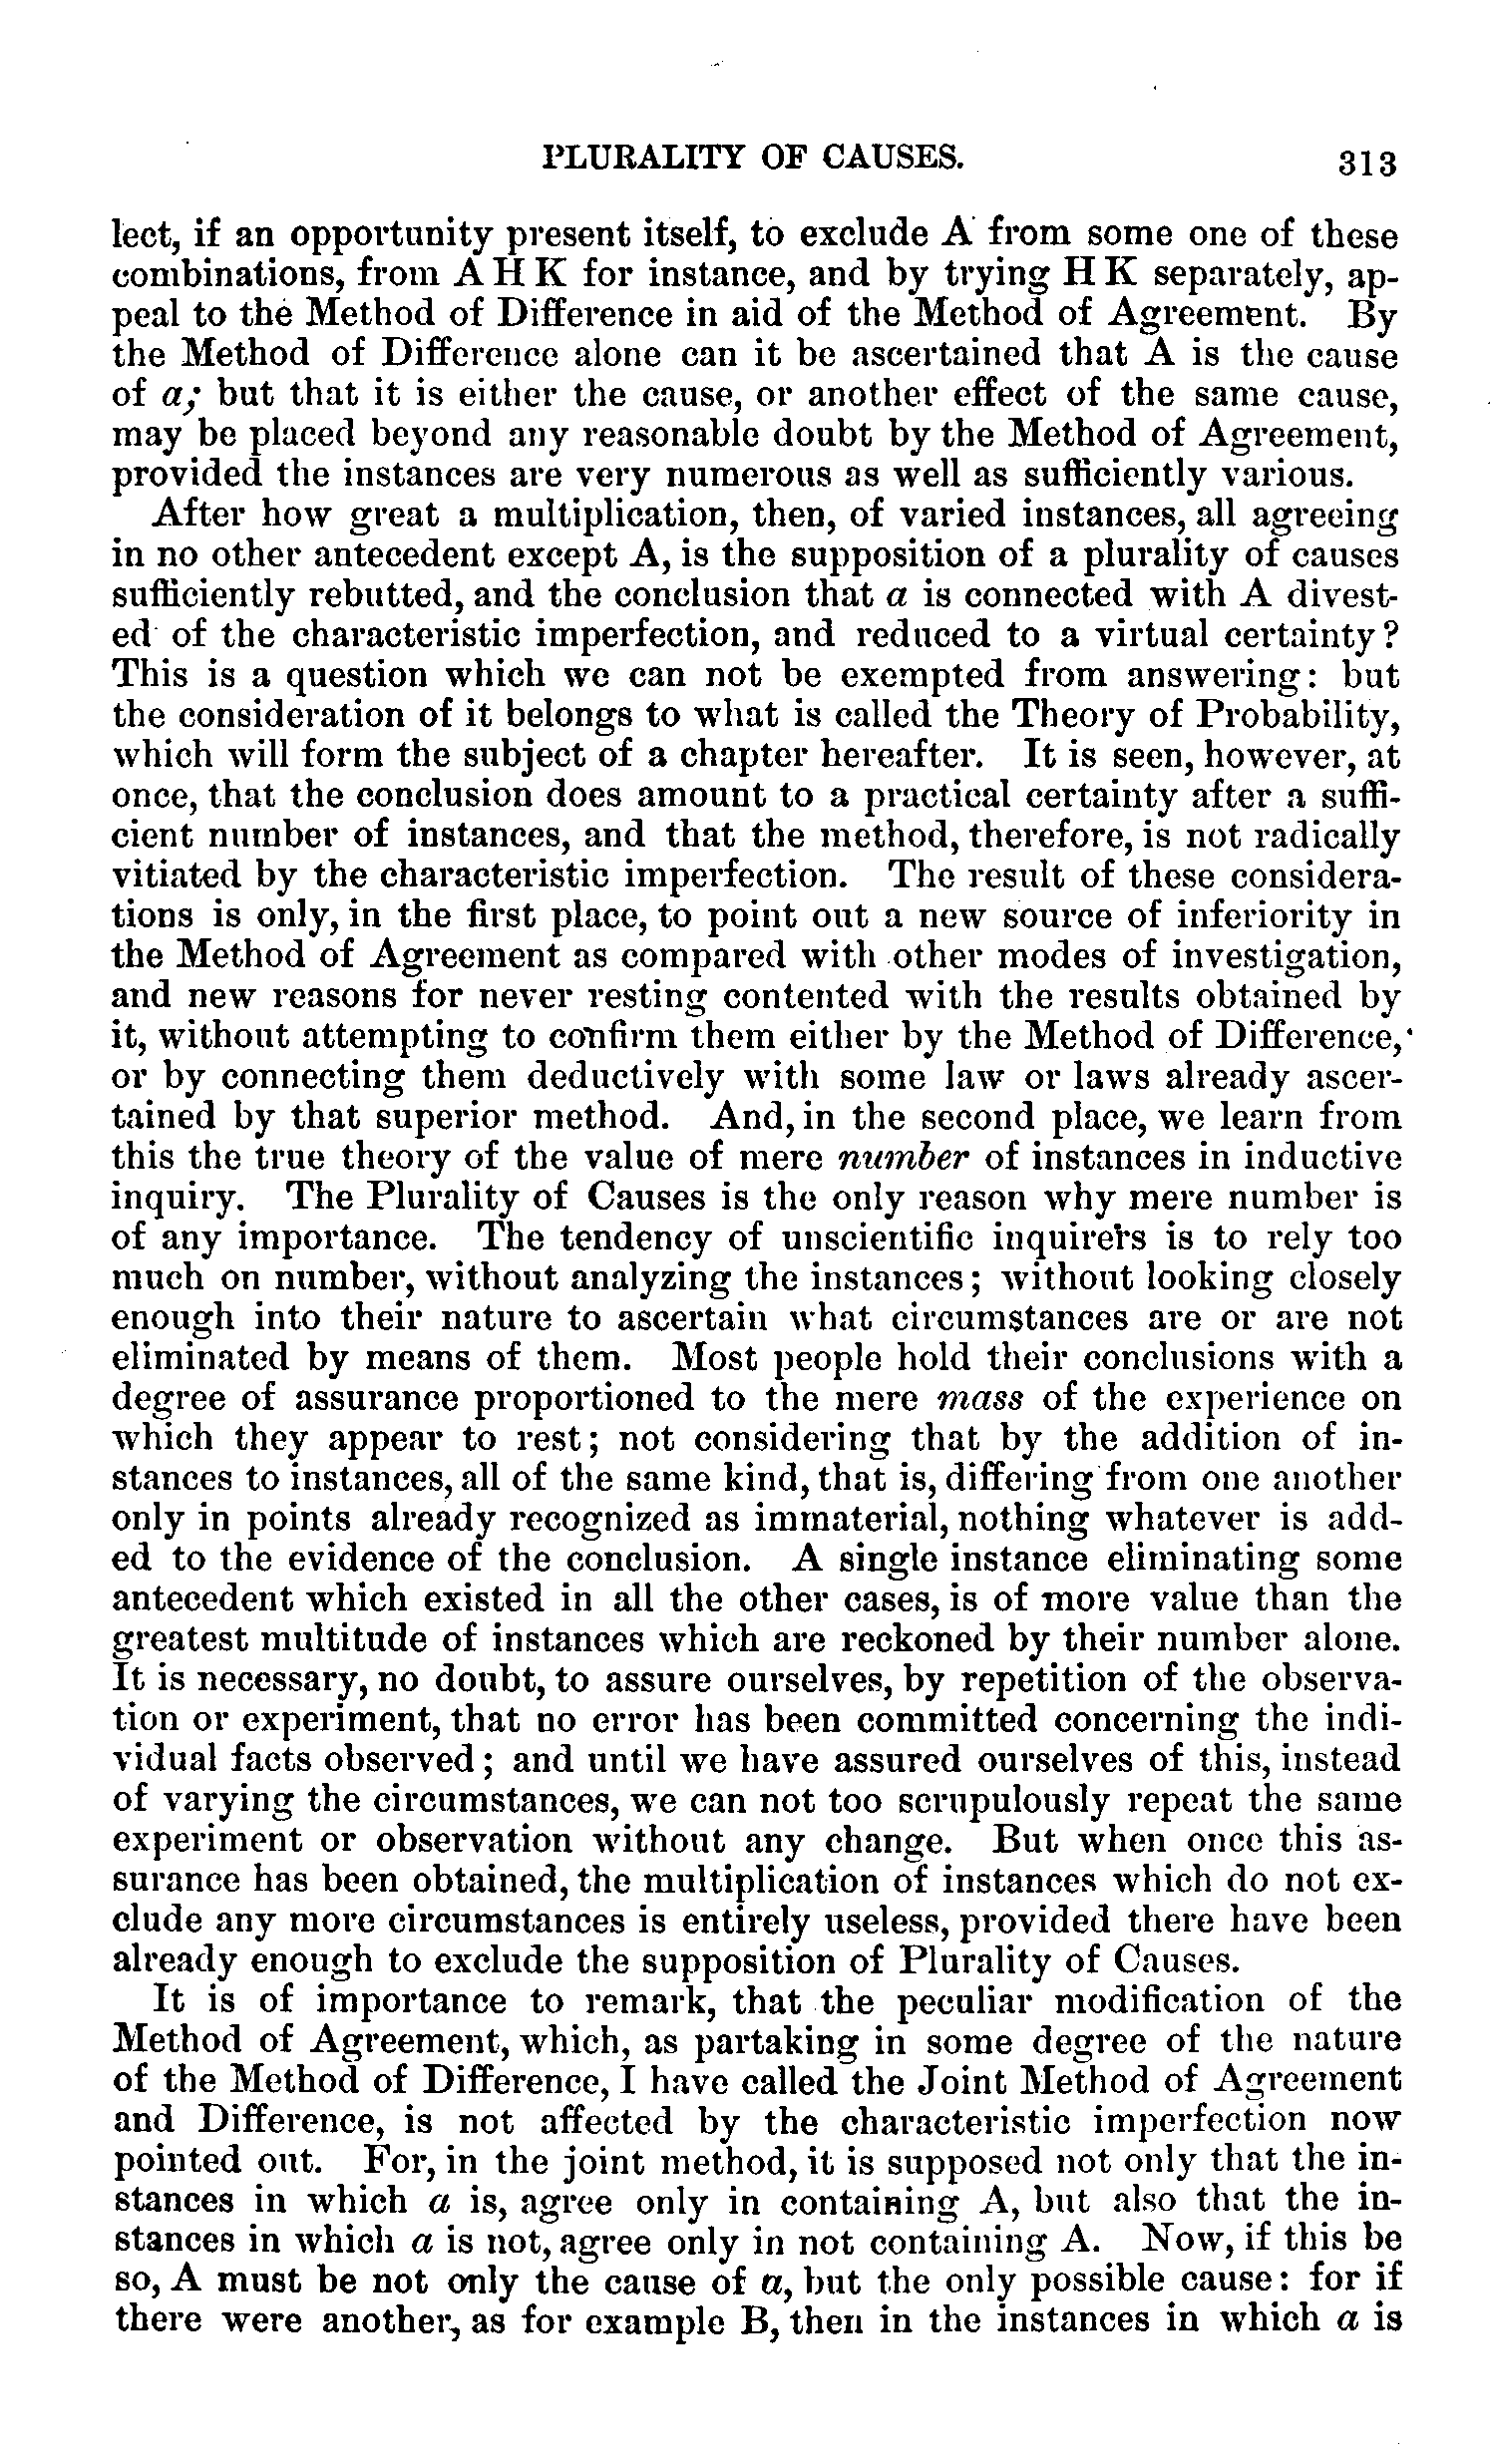 PLURALITY OF CAUSES. 313
lect, if an opportunity present itself, to exclude A from some one of these
combinations, from A H K for instance, and by trying H K separately, ap-
peal to the Method of Difference in aid of the Method of Agreement. By
the Method of Difference alone can it be ascertained that A is the cause
of a; but that it is either the cause, or another effect of the same cause,
may be placed beyond any reasonable doubt by the Method of Agreement,
provided the instances are very numerous as well as sufficiently various.
After how great a multiplication, then, of varied instances, all agreeing
in no other antecedent except A, is the supposition of a plurality of causes
sufficiently rebutted, and the conclusion that a is connected with A divest-
ed of the characteristic imperfection, and reduced to a virtual certainty?
This is a question which we can not be exempted from answering: but
the consideration of it belongs to what is called the Theory of Probability,
which will form the subject of a chapter hereafter. It is seen, however, at
once, that the conclusion does amount to a practical certainty after a suffi-
cient number of instances, and that the method, therefore, is not radically
vitiated by the characteristic imperfection. The result of these considera-
tions is only, in the first place, to point out a new source of inferiority in
the Method of Agreement as compared with other modes of investigation,
and new reasons for never resting contented with the results obtained by
it, without attempting to confirm them either by the Method of Difference,
or by connecting them deductively with some law or laws already ascer-
tained by that superior method. And, in the second place, we learn from
this the true theory of the value of mere number of instances in inductive
inquiry. The Plurality of Causes is the only reason why mere number is
of any importance. The tendency of unscientific inquirers is to rely too
much on number, without analyzing the instances; without looking closely
enough into their nature to ascertain what circumstances are or are not
eliminated by means of them. Most people hold their conclusions with a
degree of assurance proportioned to the mere mass of the experience on
which they appear to rest; not considering that by the addition of in-
stances to instances, all of the same kind, that is, differing from one another
only in points already recognized as immaterial, nothing whatever is add-
ed to the evidence of the conclusion. A single instance eliminating some
antecedent which existed in all the other cases, is of more value than the
greatest multitude of instances which are reckoned by their number alone.
It is necessary, no doubt, to assure ourselves, by repetition of the observa-
tion or experiment, that no error has been committed concerning the indi-
vidual facts observed; and until we have assured ourselves of this, instead
of varying the circumstances, we can not too scrupulously repeat the same
experiment or observation without any change. But when once this as-
surance has been obtained, the multiplication of instances which do not ex-
clude any more circumstances is entirely useless, provided there have been
already enough to exclude the supposition of Plurality of Causes.
It is of importance to remark, that the peculiar modification of the
Method of Agreement, which, as partaking in some degree of the nature
of the Method of Difference, I have called the Joint Method of Agreement
and Difference, is not affected by the characteristic imperfection now
pointed out. For, in the joint method, it is supposed not only that the in-
stances in which a is, agree only in containing A, but also that the in-
stances in which a is not, agree only in not containing A. Now, if this be
so, A must be not only the cause of a, but the only possible cause: for if
there were another, as for example B, then in the instances in which a is